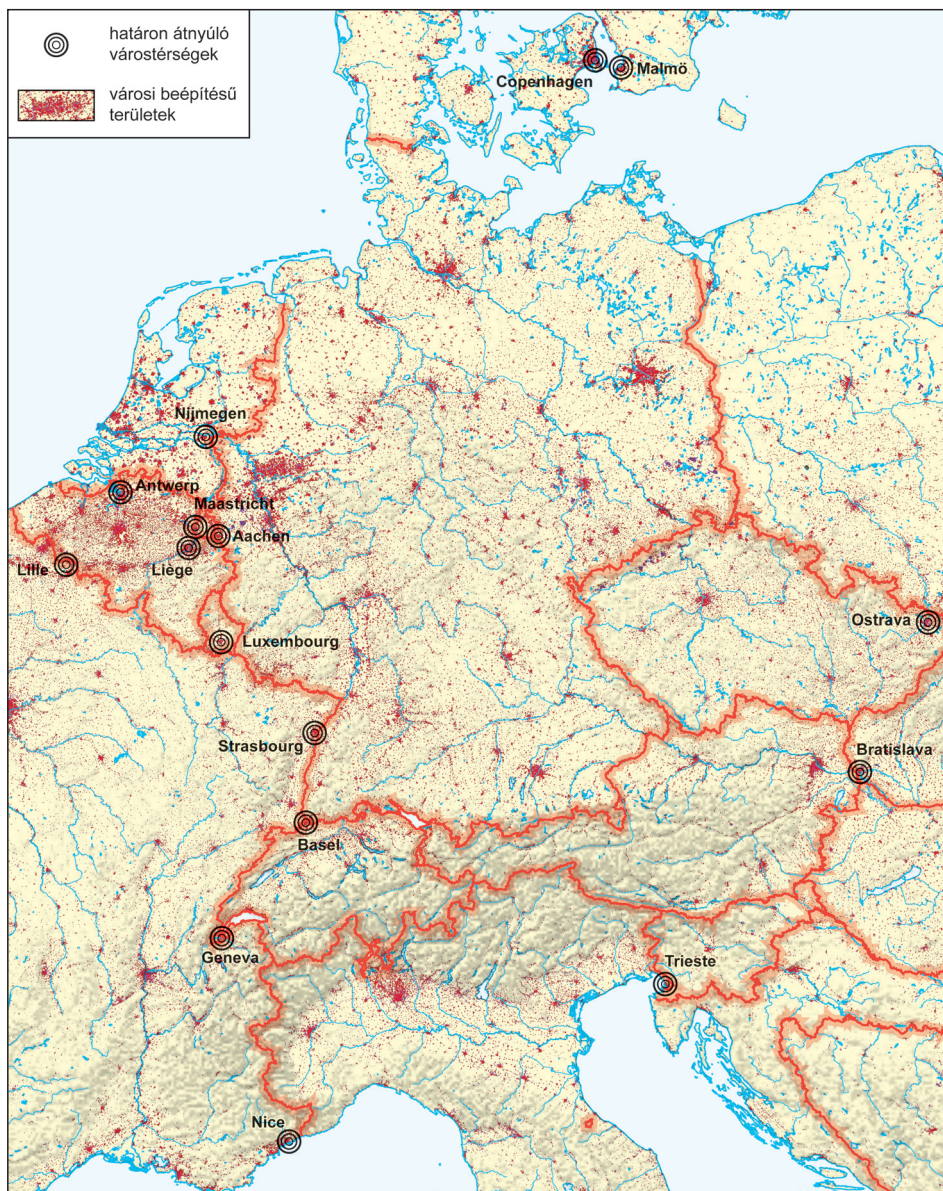 határon átnyúló
várostérségek
városi beépítésű
területek
Copenhagen
Malmö
Nijmegen
Antwerp
Maastricht
Aachen
Liège
Lille
Luxembourg
Ostrava
Strasbourg
Bratislava
Basel
Geneva
Trieste
Nice